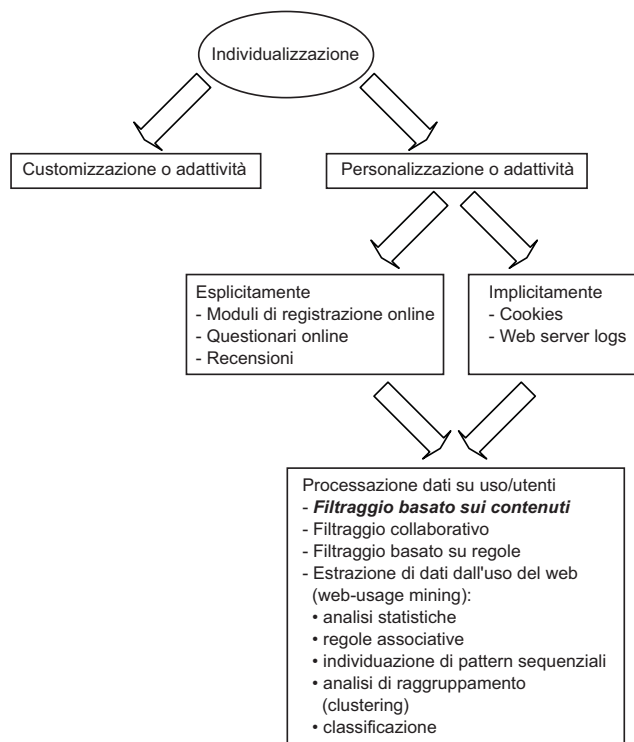 Individualizzazione
Customizzazione o adattività
Personalizzazione o adattività
Esplicitamente
- Moduli di registrazione online
- Questionari online
- Recensioni
Implicitamente
- Cookies
- Web server logs
Processazione dati su uso/utenti
- Filtraggio basato sui contenuti
- Filtraggio collaborativo
- Filtraggio basato su regole
- Estrazione di dati dall'uso del web
(web-usage mining):
• analisi statistiche
• regole associative
• individuazione di pattern sequenziali
• analisi di raggruppamento
(clustering)
• classificazione